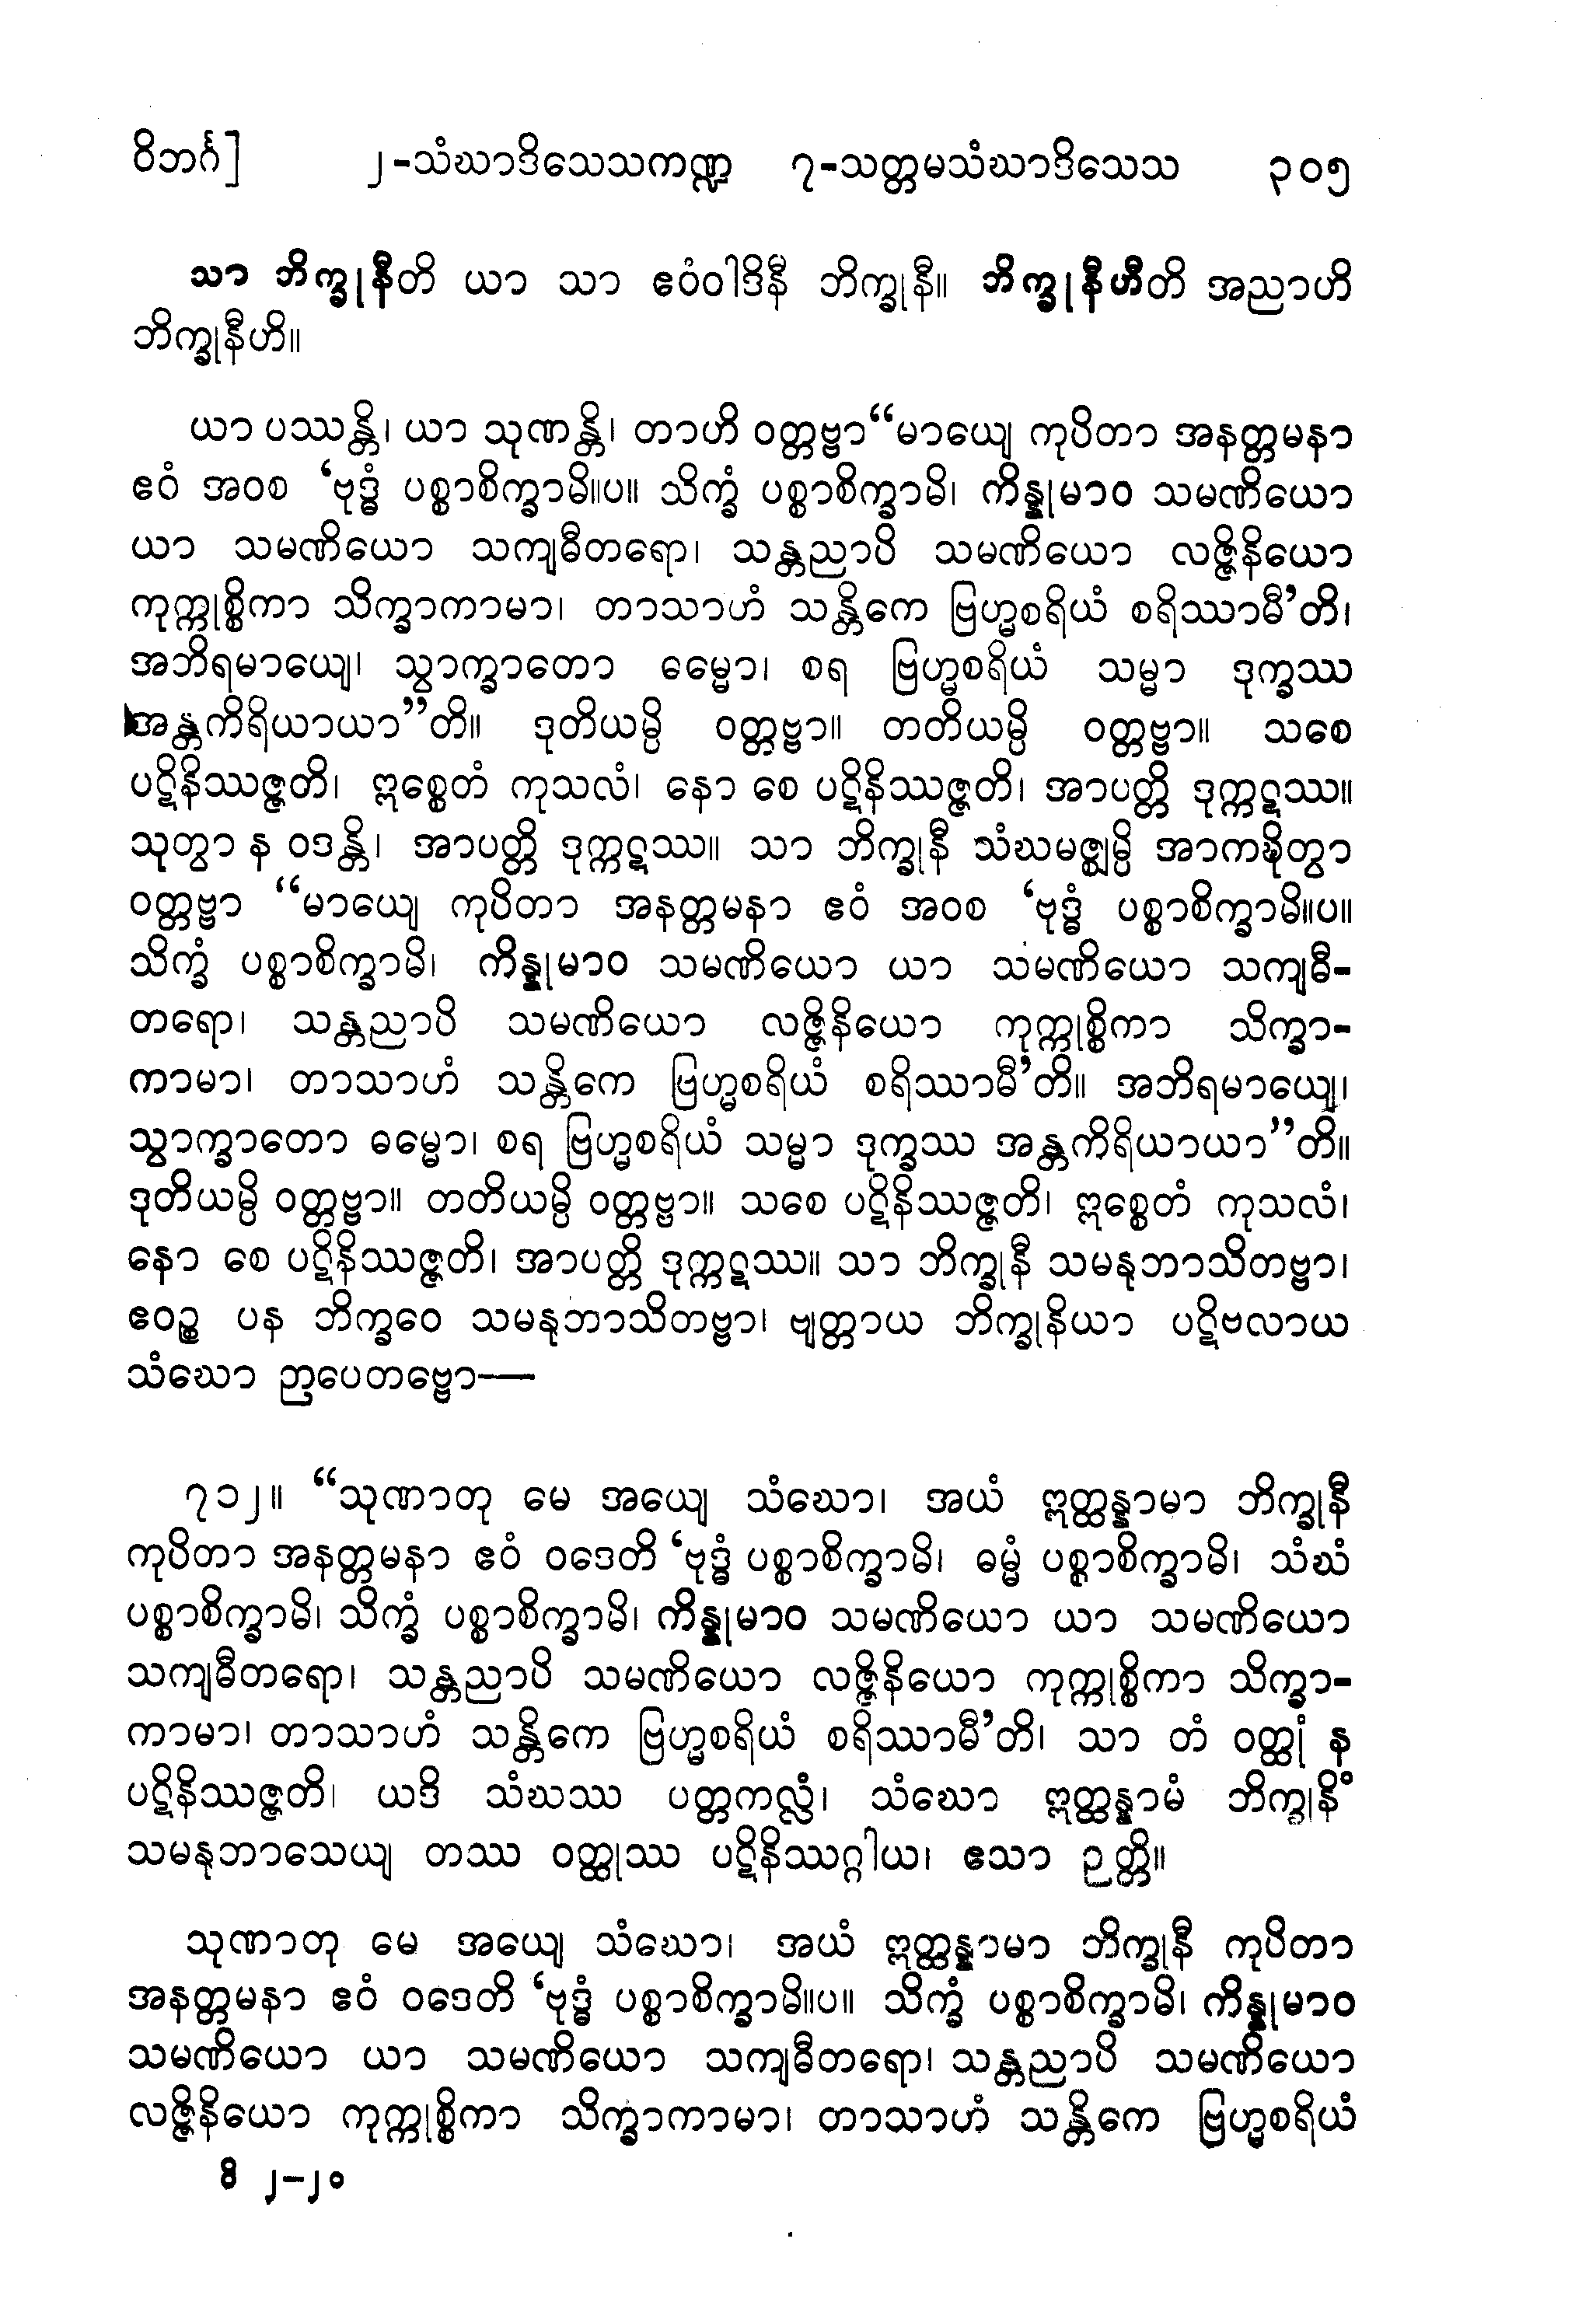 ဝိဘင်္ဂ] ၂-သံဃာဒိသေသကဏ္ဍ ၇-သတ္တမသံဃာဒိသေသ ၃၀၅
သာ ဘိက္ခုနီတိ ယာ သာ ဧဝံဝါဒိနီ ဘိက္ခုနီ။ ဘိက္ခုနီဟီတိ အညာဟိ
ဘိက္ခုနီဟိ။
ယာ ပဿန္တိ၊ ယာ သုဏန္တိ၊ တာဟိ ဝတ္တဗ္ဗာ “မာယျေ ကုပိတာ အနတ္တမနာ
ဧဝံ အဝစ ‘ဗုဒ္ဓံ ပစ္စာစိက္ခာမိ။ပ။ သိက္ခံ ပစ္စာစိက္ခာမိ၊ ကိန္နုမာဝ သမဏိယော
ယာ သမဏိယော သကျဓီတရော၊ သန္တညာပိ သမဏိယော လဇ္ဇိနိယော
ကုက္ကုစ္စိကာ သိက္ခာကာမာ၊ တာသာဟံ သန္တိကေ ဗြဟ္မစရိယံ စရိဿာမီ’တိ၊
အဘိရမာယျေ၊ သွာက္ခာတော ဓမ္မော၊ စရ ဗြဟ္မစရိယံ သမ္မာ ဒုက္ခဿ
အန္တကိရိယာယာ”တိ။ ဒုတိယမ္ပိ ဝတ္တဗ္ဗာ။ တတိယမ္ပိ ဝတ္တဗ္ဗာ။ သစေ
ပဋိနိဿဇ္ဇတိ၊ ဣစ္စေတံ ကုသလံ၊ နော စေ ပဋိနိဿဇ္ဇတိ၊ အာပတ္တိ ဒုက္ကဋဿ။
သုတွာ န ဝဒန္တိ၊ အာပတ္တိ ဒုက္ကဋဿ။ သာ ဘိက္ခုနီ သံဃမဇ္ဈမ္ပိ အာကဍ္ဎိတွာ
ဝတ္တဗ္ဗာ “မာယျေ ကုပိတာ အနတ္တမနာ ဧဝံ အဝစ ‘ဗုဒ္ဓံ ပစ္စာစိက္ခာမိ။ပ။
သိက္ခံ ပစ္စာစိက္ခာမိ၊ ကိန္နုမာဝ သမဏိယော ယာ သမဏိယော သကျဓီ-
တရော၊ သန္တညာပိ သမဏိယော လဇ္ဇိနိယော ကုက္ကုစ္စိကာ သိက္ခာ-
ကာမာ၊ တာသာဟံ သန္တိကေ ဗြဟ္မစရိယံ စရိဿာမီ’တိ။ အဘိရမာယျေ၊
သွာက္ခာတော ဓမ္မော၊ စရ ဗြဟ္မစရိယံ သမ္မာ ဒုက္ခဿ အန္တကိရိယာယာ”တိ။
ဒုတိယမ္ပိ ဝတ္တဗ္ဗာ။ တတိယမ္ပိ ဝတ္တဗ္ဗာ။ သစေ ပဋိနိဿဇ္ဇတိ၊ ဣစ္စေတံ ကုသလံ၊
နော စေ ပဋိနိဿဇ္ဇတိ၊ အာပတ္တိ ဒုက္ကဋဿ။ သာ ဘိက္ခုနီ သမနုဘာသိတဗ္ဗာ၊
ဧဝဉ္စ ပန ဘိက္ခဝေ သမနုဘာသိတဗ္ဗာ၊ ဗျတ္တာယ ဘိက္ခုနိယာ ပဋိဗလာယ
သံဃော ဉာပေတဗ္ဗော—
၇၁၂။ “သုဏာတု မေ အယျေ သံဃော၊ အယံ ဣတ္ထန္နာမာ ဘိက္ခုနီ
ကုပိတာ အနတ္တမနာ ဧဝံ ဝဒေတိ ‘ဗုဒ္ဓံ ပစ္စာစိက္ခာမိ၊ ဓမ္မံ ပစ္စာစိက္ခာမိ၊ သံဃံ
ပစ္စာစိက္ခာမိ၊ သိက္ခံ ပစ္စာစိက္ခာမိ၊ ကိန္နုမာဝ သမဏိယော ယာ သမဏိယော
သကျဓီတရော၊ သန္တညာပိ သမဏိယော လဇ္ဇိနိယော ကုက္ကုစ္စိကာ သိက္ခာ-
ကာမာ၊ တာသာဟံ သန္တိကေ ဗြဟ္မစရိယံ စရိဿာမီ’တိ၊ သာ တံ ဝတ္ထုံ န
ပဋိနိဿဇ္ဇတိ၊ ယဒိ သံဃဿ ပတ္တကလ္လံ၊ သံဃော ဣတ္ထန္နာမံ ဘိက္ခုနိံ
သမနုဘာသေယျ တဿ ဝတ္ထုဿ ပဋိနိဿဂ္ဂါယ၊ ဧသာ ဉတ္တိ။
သုဏာတု မေ အယျေ သံဃော၊ အယံ ဣတ္ထန္နာမာ ဘိက္ခုနီ ကုပိတာ
အနတ္တမနာ ဧဝံ ဝဒေတိ ‘ဗုဒ္ဓံ ပစ္စာစိက္ခာမိ။ပ။ သိက္ခံ ပစ္စာစိက္ခာမိ၊ ကိန္နုမာဝ
သမဏိယော ယာ သမဏိယော သကျဓီတရော၊ သန္တညာပိ သမဏိယော
လဇ္ဇိနိယော ကုက္ကုစ္စိကာ သိက္ခာကာမာ၊ တာသာဟံ သန္တိကေ ဗြဟ္မစရိယံ
ဝိ ၂-၂၀